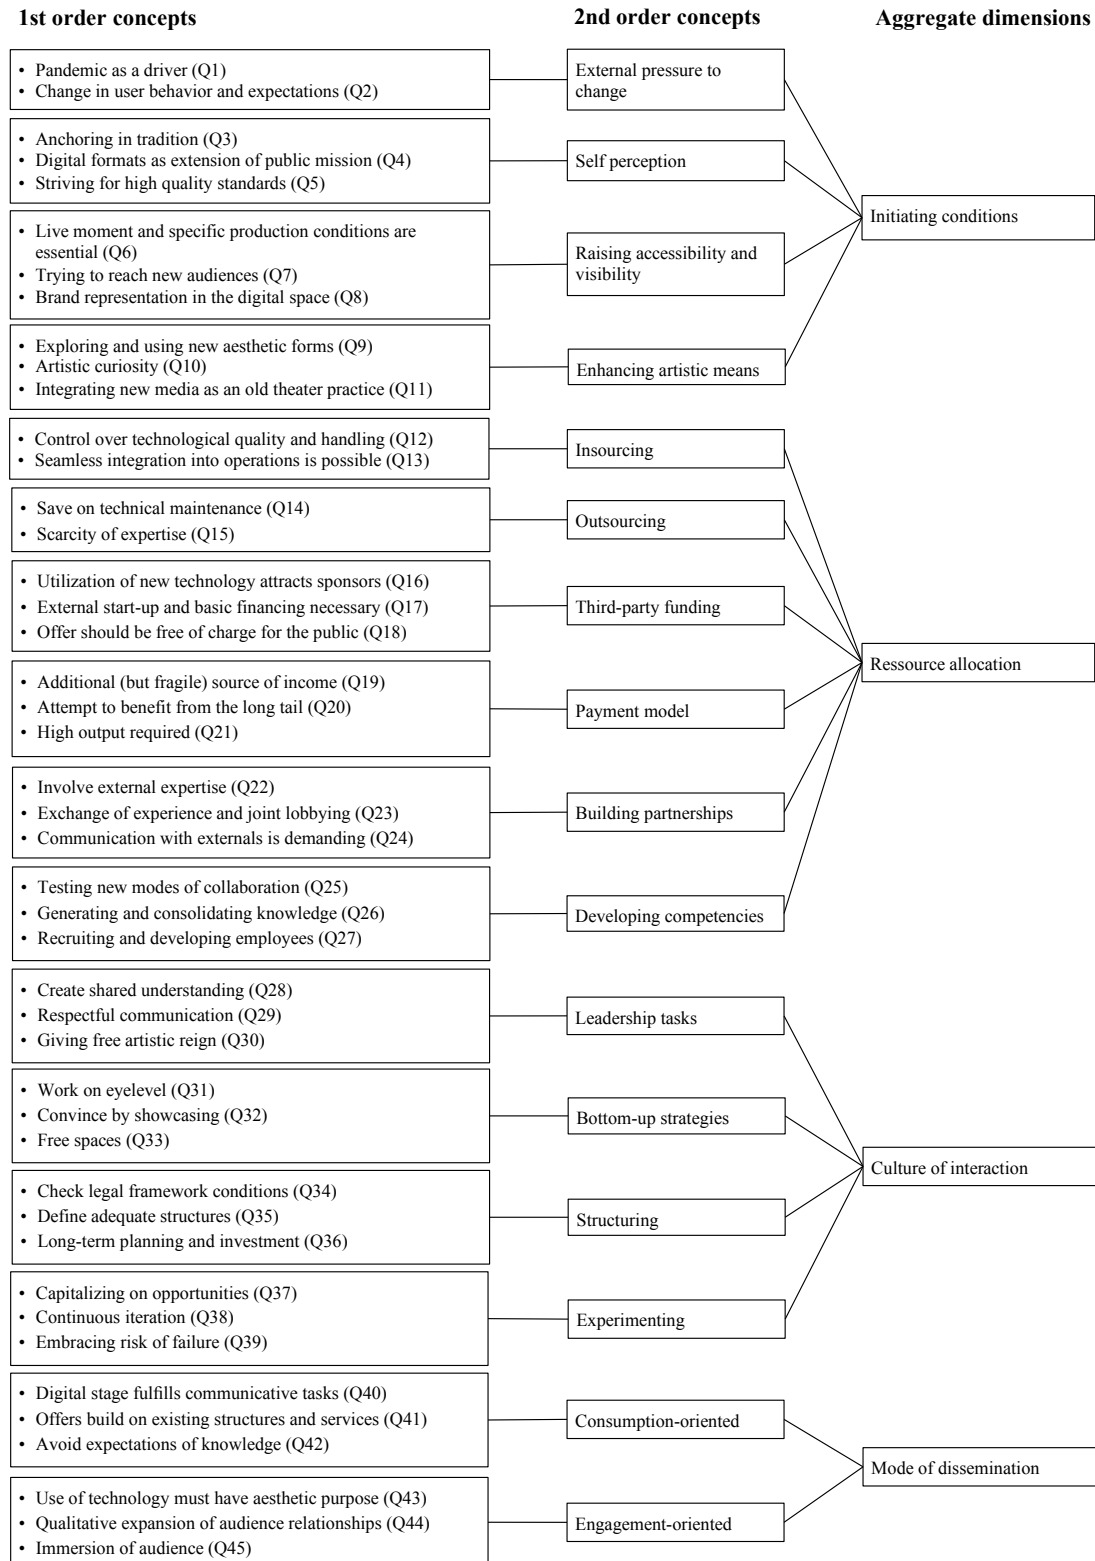 1st order concepts
2nd order concepts
Aggregate dimensions
• Pandemic as a driver (Q1)
• Change in user behavior and expectations (Q2)
External pressure to
change
• Anchoring in tradition (Q3)
• Digital formats as extension of public mission (Q4)
• Striving for high quality standards (Q5)
Self perception
• Live moment and specific production conditions are
essential (Q6)
• Trying to reach new audiences (Q7)
• Brand representation in the digital space (Q8)
Raising accessibility and
visibility
• Exploring and using new aesthetic forms (Q9)
• Artistic curiosity (Q10)
• Integrating new media as an old theater practice (Q11)
Enhancing artistic means
Initiating conditions
• Control over technological quality and handling (Q12)
• Seamless integration into operations is possible (Q13)
Insourcing
• Save on technical maintenance (Q14)
• Scarcity of expertise (Q15)
Outsourcing
• Utilization of new technology attracts sponsors (Q16)
• External start-up and basic financing necessary (Q17)
• Offer should be free of charge for the public (Q18)
Third-party funding
• Additional (but fragile) source of income (Q19)
• Attempt to benefit from the long tail (Q20)
• High output required (Q21)
Payment model
• Involve external expertise (Q22)
• Exchange of experience and joint lobbying (Q23)
• Communication with externals is demanding (Q24)
Building partnerships
• Testing new modes of collaboration (Q25)
• Generating and consolidating knowledge (Q26)
• Recruiting and developing employees (Q27)
Developing competencies
Ressource allocation
• Create shared understanding (Q28)
• Respectful communication (Q29)
• Giving free artistic reign (Q30)
Leadership tasks
• Work on eyelevel (Q31)
• Convince by showcasing (Q32)
• Free spaces (Q33)
Bottom-up strategies
• Check legal framework conditions (Q34)
• Define adequate structures (Q35)
• Long-term planning and investment (Q36)
Structuring
• Capitalizing on opportunities (Q37)
• Continuous iteration (Q38)
• Embracing risk of failure (Q39)
Experimenting
Culture of interaction
• Digital stage fulfills communicative tasks (Q40)
• Offers build on existing structures and services (Q41)
• Avoid expectations of knowledge (Q42)
Consumption-oriented
• Use of technology must have aesthetic purpose (Q43)
• Qualitative expansion of audience relationships (Q44)
• Immersion of audience (Q45)
Engagement-oriented
Mode of dissemination